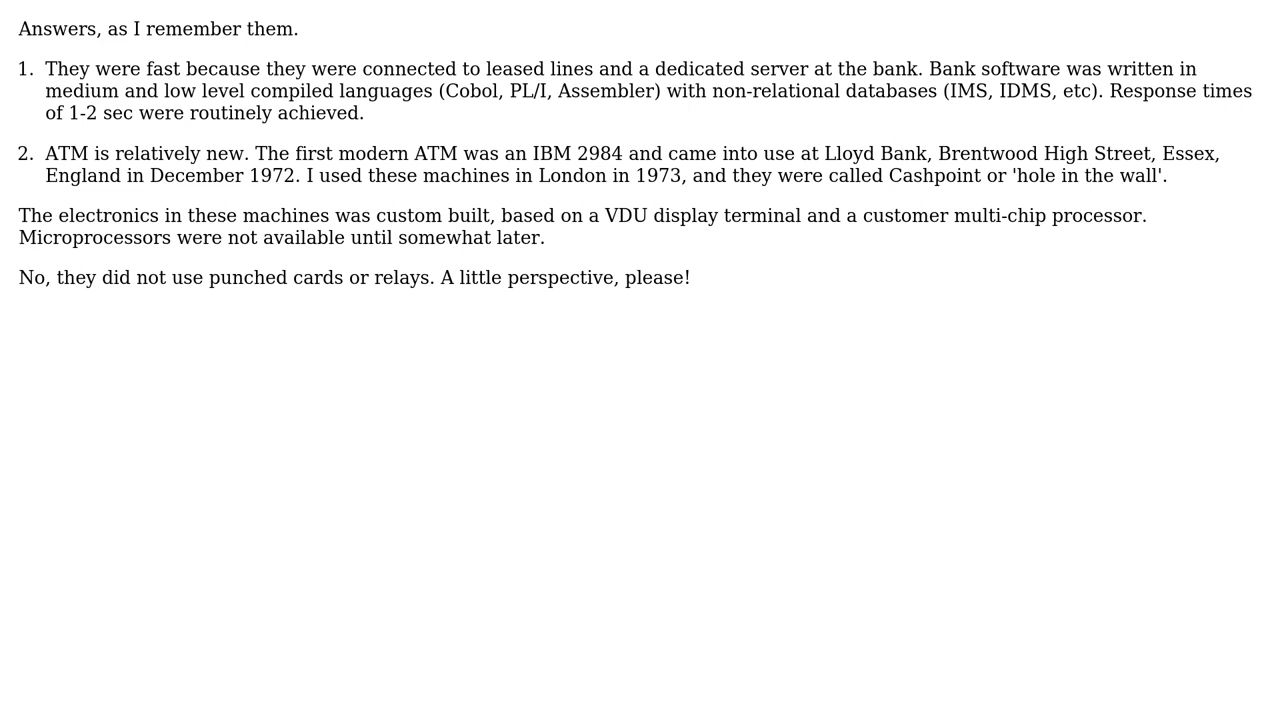 Answers, as I remember them.
1. They were fast because they were connected to leased lines and a dedicated server at the bank. Bank software was written in
medium and low level compiled languages (Cobol, PL/I, Assembler) with non-relational databases (IMS, IDMS, etc). Response times
of 1-2 sec were routinely achieved.
2. ATM is relatively new. The first modern ATM was an IBM 2984 and came into use at Lloyd Bank, Brentwood High Street, Essex,
England in December 1972. I used these machines in London in 1973, and they were called Cashpoint or 'hole in the wall'.
The electronics in these machines was custom built, based on a VDU display terminal and a customer multi-chip processor.
Microprocessors were not available until somewhat later.
No, they did not use punched cards or relays. A little perspective, please!